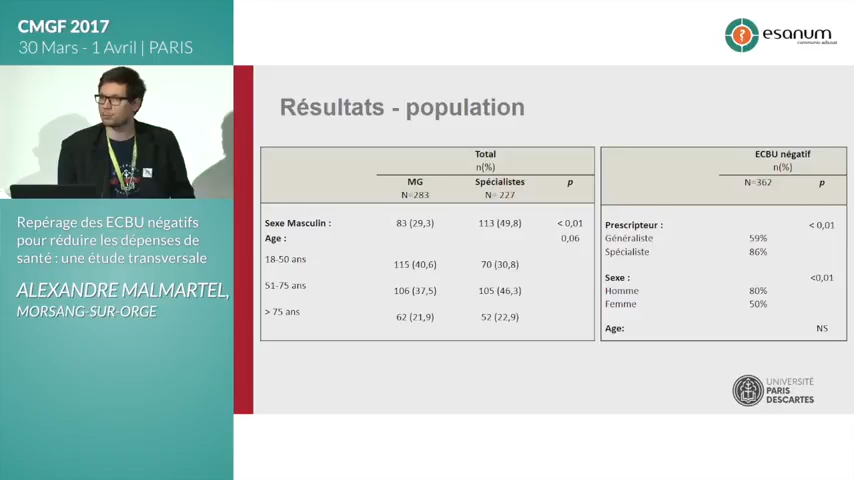 CMGF 2017
30 Mars - 1 Avril | PARIS
esanum
Résultats - population
Total
n(%)
MG
Spécialistes
p
N=283
N= 227
Sexe Masculin :
83 (29,3)
113 (49,8)
< 0,01
Age :
0,06
18-50 ans
115 (40,6)
70 (30,8)
51-75 ans
106 (37,5)
105 (46,3)
> 75 ans
62 (21,9)
52 (22,9)
ECBU négatif
n(%)
N=362
p
Prescripteur :
< 0,01
Généraliste
59%
Spécialiste
86%
Sexe :
<0,01
Homme
80%
Femme
50%
Age:
NS
Repérage des ECBU négatifs
pour réduire les dépenses de
santé : une étude transversale
ALEXANDRE MALMARTEL,
MORSANG-SUR-ORGE
UNIVERSITÉ
PARIS
DESCARTES